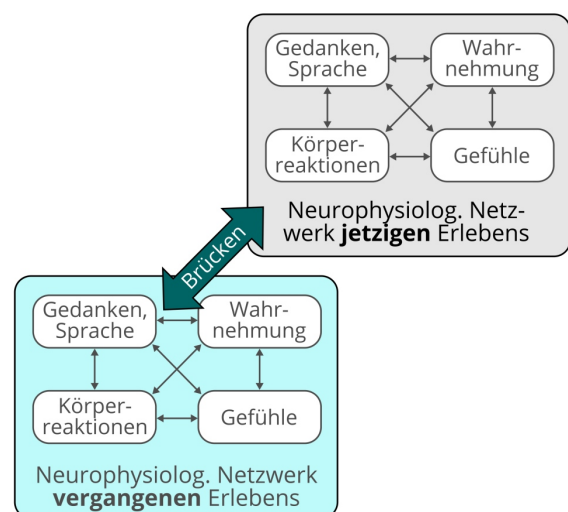 Gedanken,
Sprache
Wahr-
nehmung
Körper-
reaktionen
Gefühle
Neurophysiolog. Netz-
werk jetzigen Erlebens
Brücken
Gedanken,
Sprache
Wahr-
nehmung
Körper-
reaktionen
Gefühle
Neurophysiolog. Netzwerk
vergangenen Erlebens